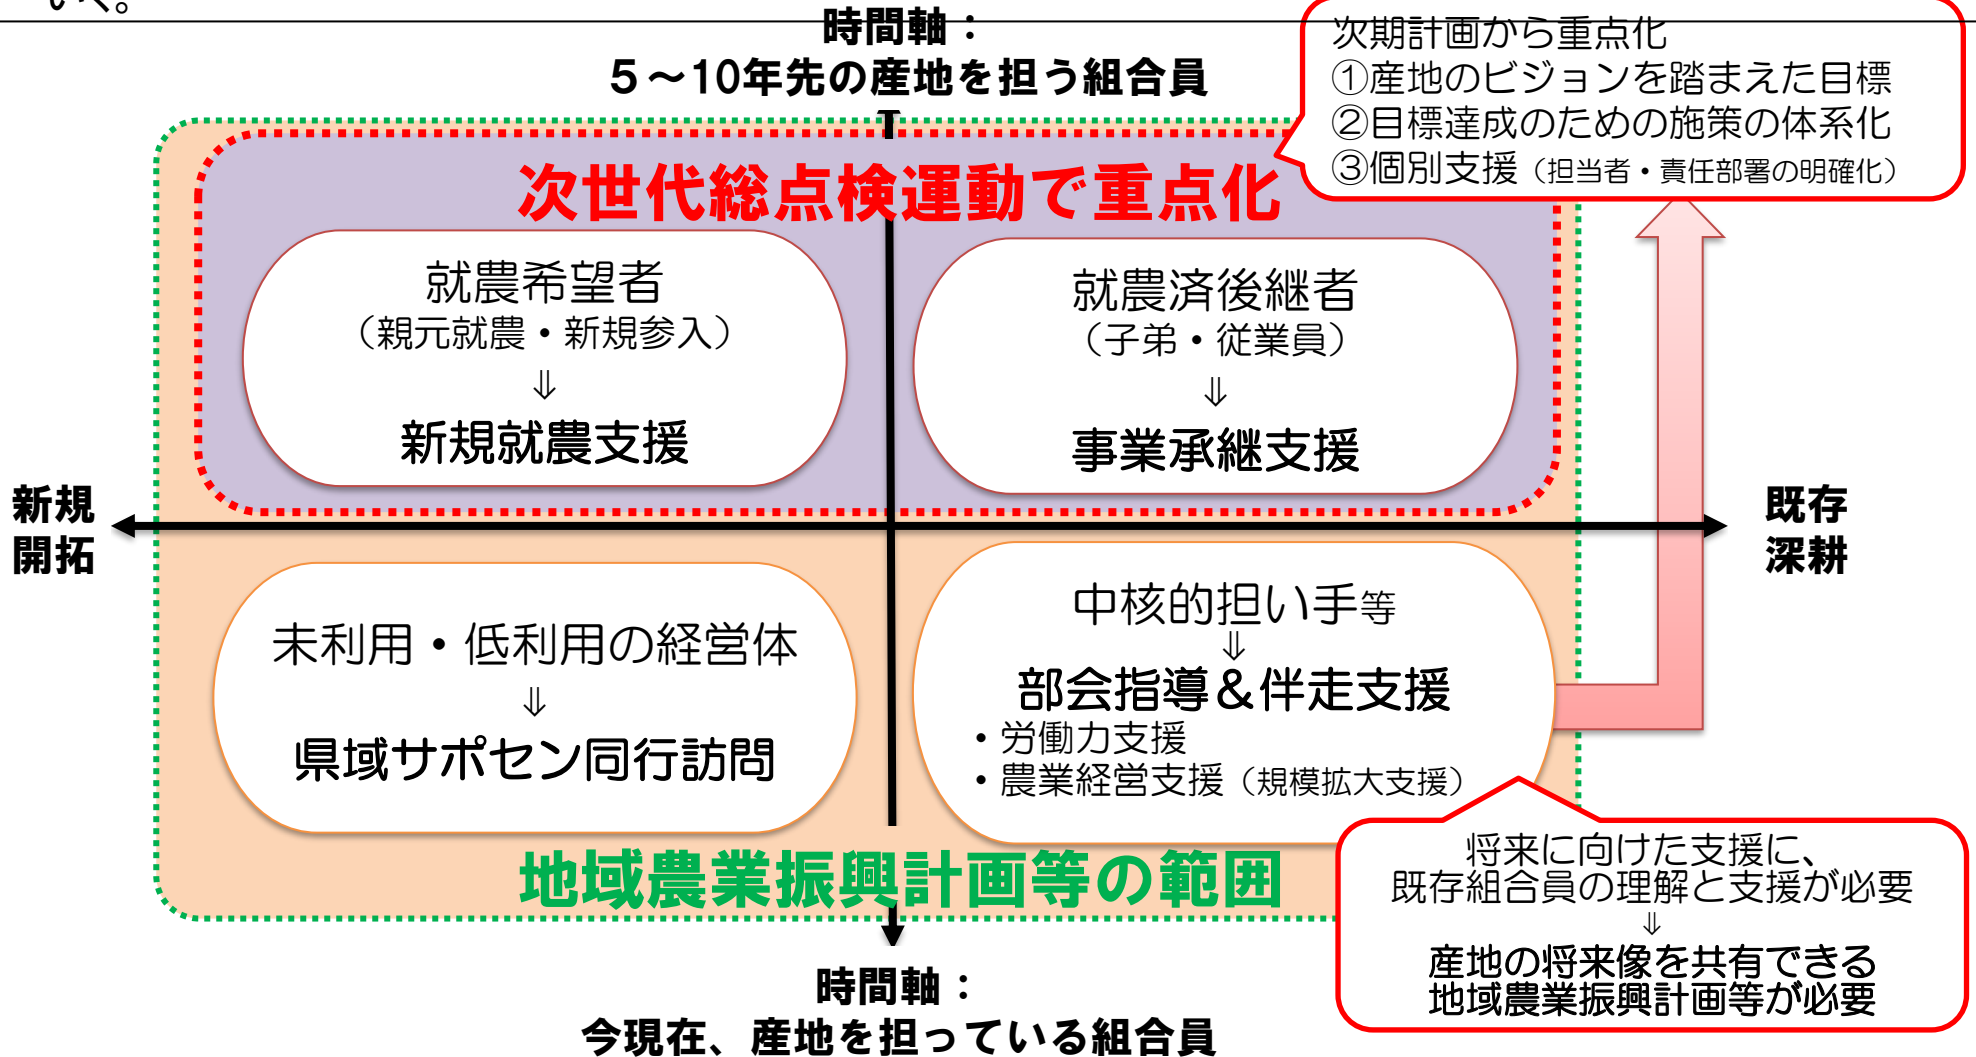 いく。
時間軸：
５～10年先の産地を担う組合員
次期計画から重点化
①産地のビジョンを踏まえた目標
②目標達成のための施策の体系化
③個別支援（担当者・責任部署の明確化）
次世代総点検運動で重点化
就農希望者
（親元就農・新規参入）
⇓
新規就農支援
就農済後継者
（子弟・従業員）
⇓
事業承継支援
新規
開拓
既存
深耕
未利用・低利用の経営体
⇓
県域サポセン同行訪問
中核的担い手等
⇓
部会指導＆伴走支援
・労働力支援
・農業経営支援（規模拡大支援）
地域農業振興計画等の範囲
将来に向けた支援に、
既存組合員の理解と支援が必要
⇓
産地の将来像を共有できる
地域農業振興計画等が必要
時間軸：
今現在、産地を担っている組合員